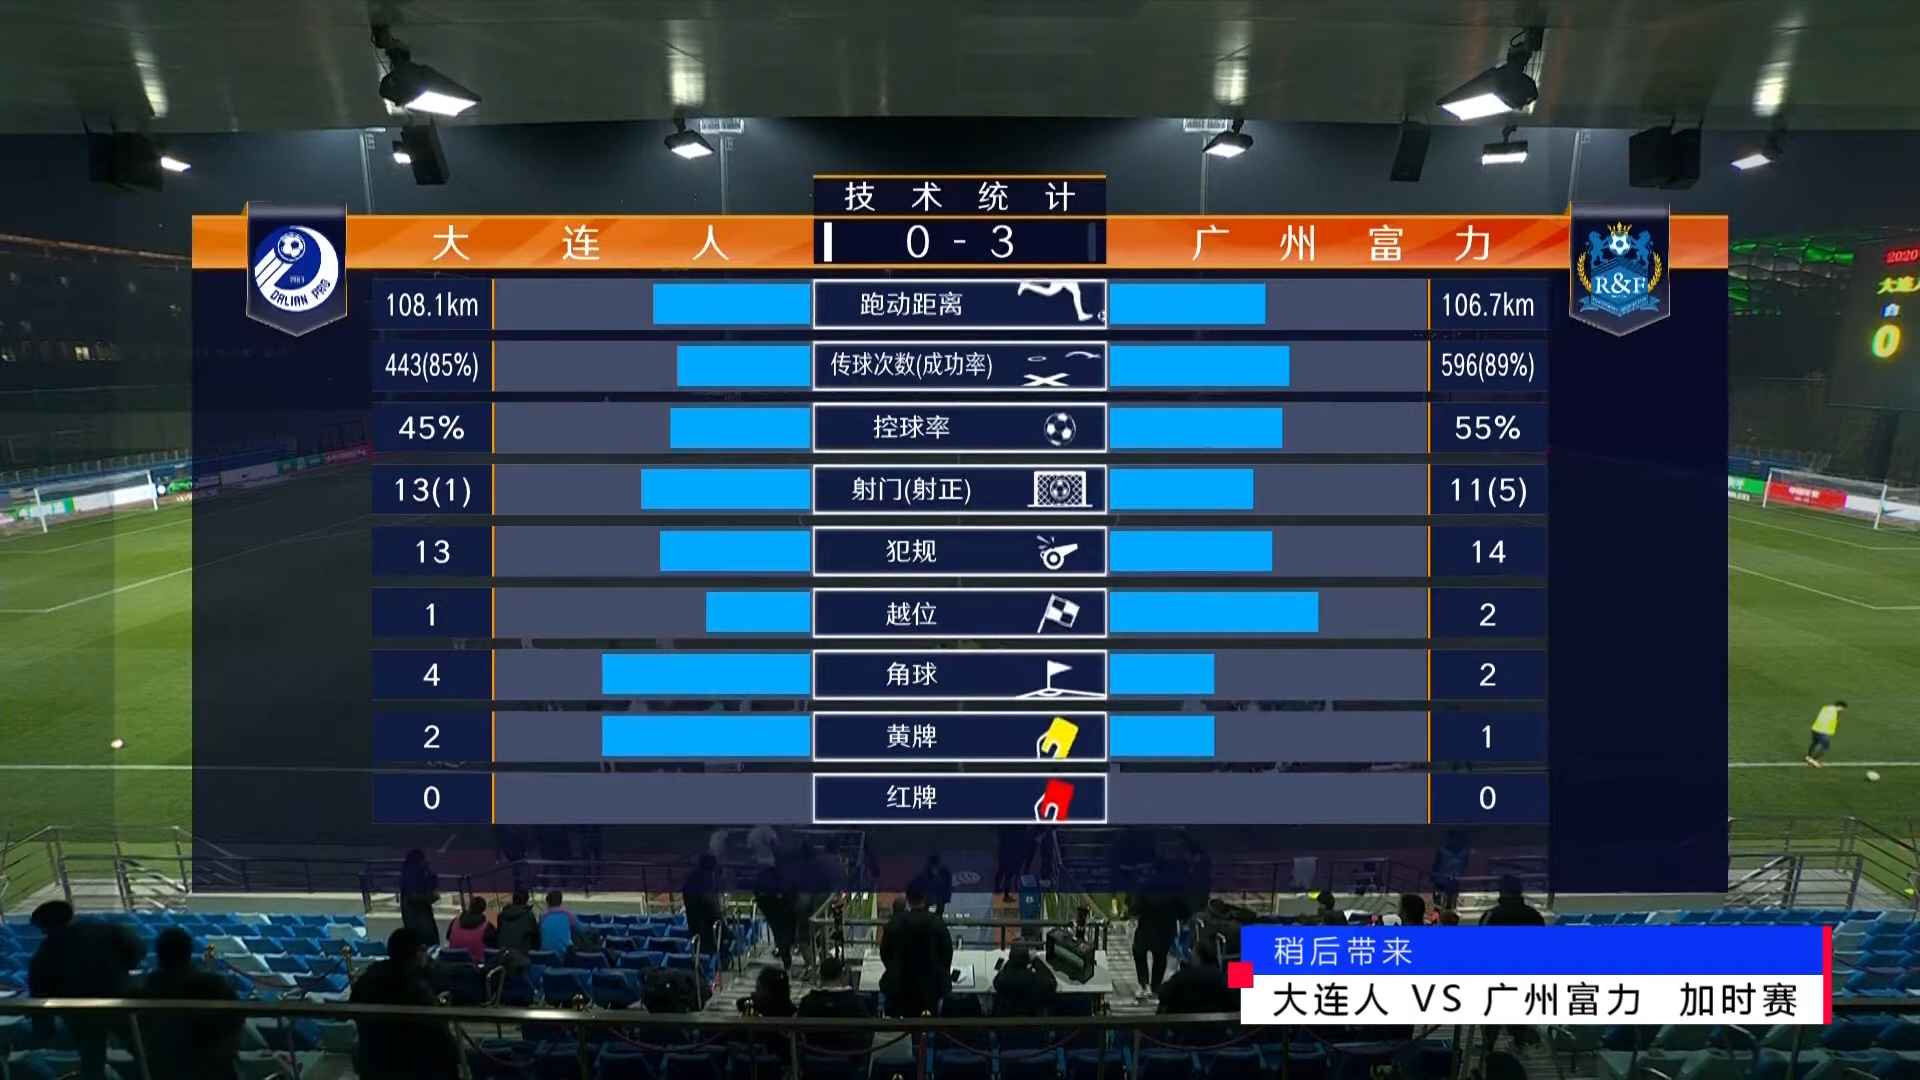 技术统计
大连人 0-3 广州富力
DALIAN PRO
R&F
108.1km 跑动距离 106.7km
443(85%) 传球次数(成功率) 596(89%)
45% 控球率 55%
13(1) 射门(射正) 11(5)
13 犯规 14
1 越位 2
4 角球 2
2 黄牌 1
0 红牌 0
2020
大连
0
稍后带来
大连人 VS 广州富力 加时赛